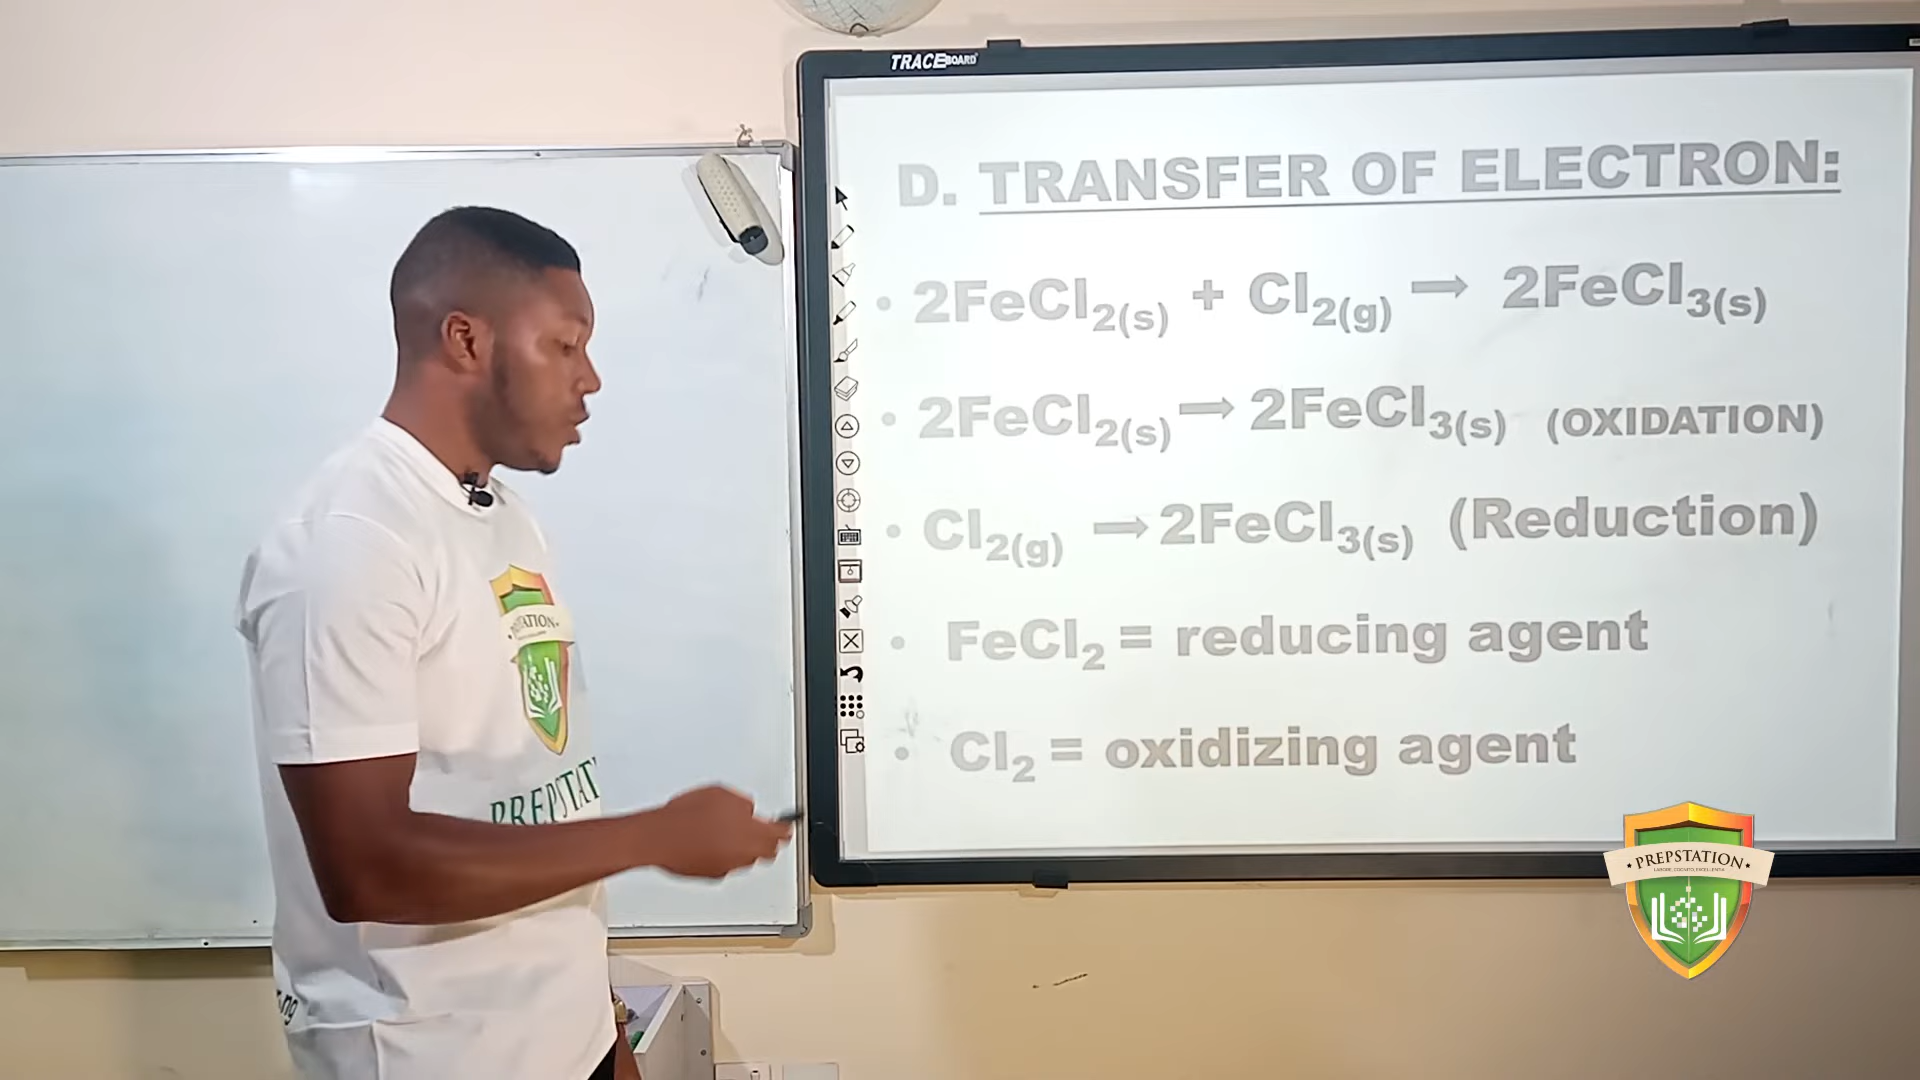 TRACEBOARD
D. TRANSFER OF ELECTRON:
• 2FeCl₂(s) + Cl₂(g) → 2FeCl₃(s)
• 2FeCl₂(s) → 2FeCl₃(s) (OXIDATION)
• Cl₂(g) → 2FeCl₃(s) (Reduction)
• FeCl₂ = reducing agent
• Cl₂ = oxidizing agent
PREPSTAT
PREPSTATION